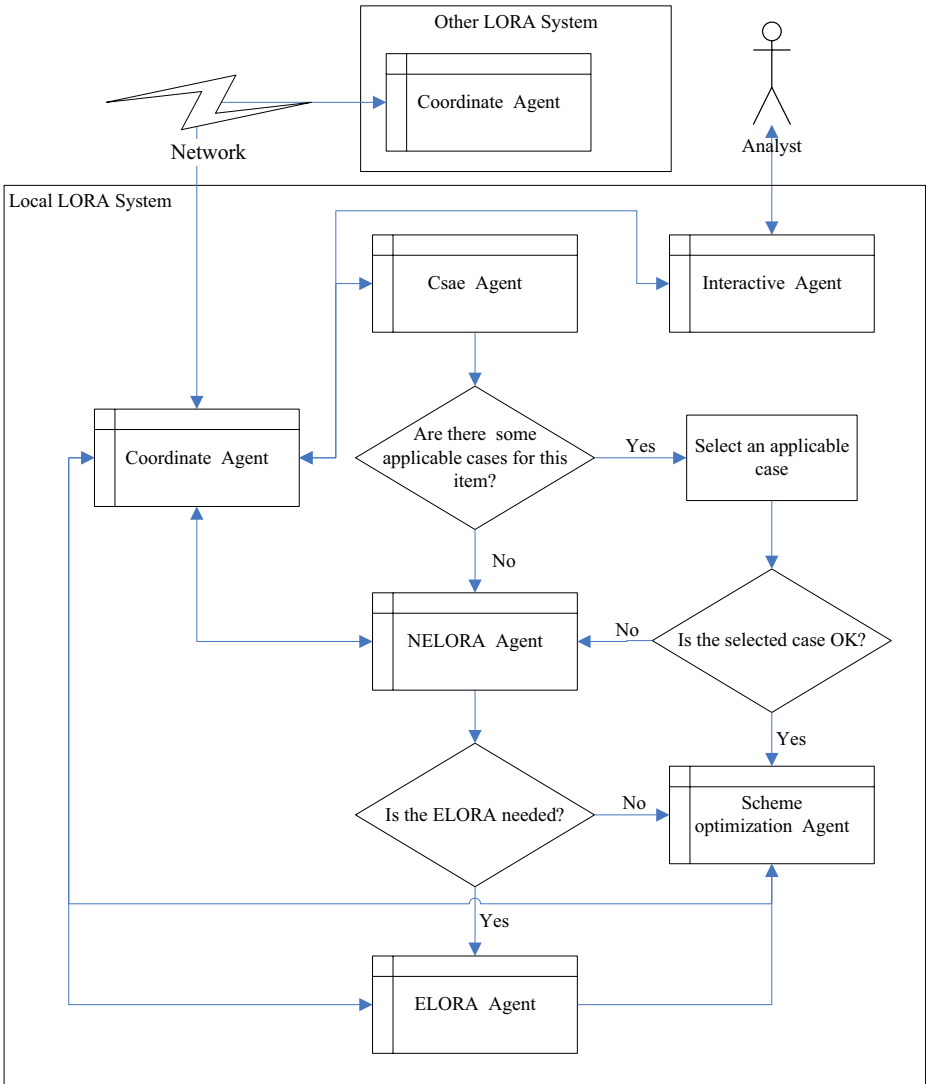 Other LORA System
Coordinate Agent
Network
Analyst
Local LORA System
Csae Agent
Interactive Agent
Coordinate Agent
Are there some
applicable cases for this
item?
Yes
Select an applicable
case
No
NELORA Agent
No
Is the selected case OK?
Yes
Is the ELORA needed?
No
Scheme
optimization Agent
Yes
ELORA Agent